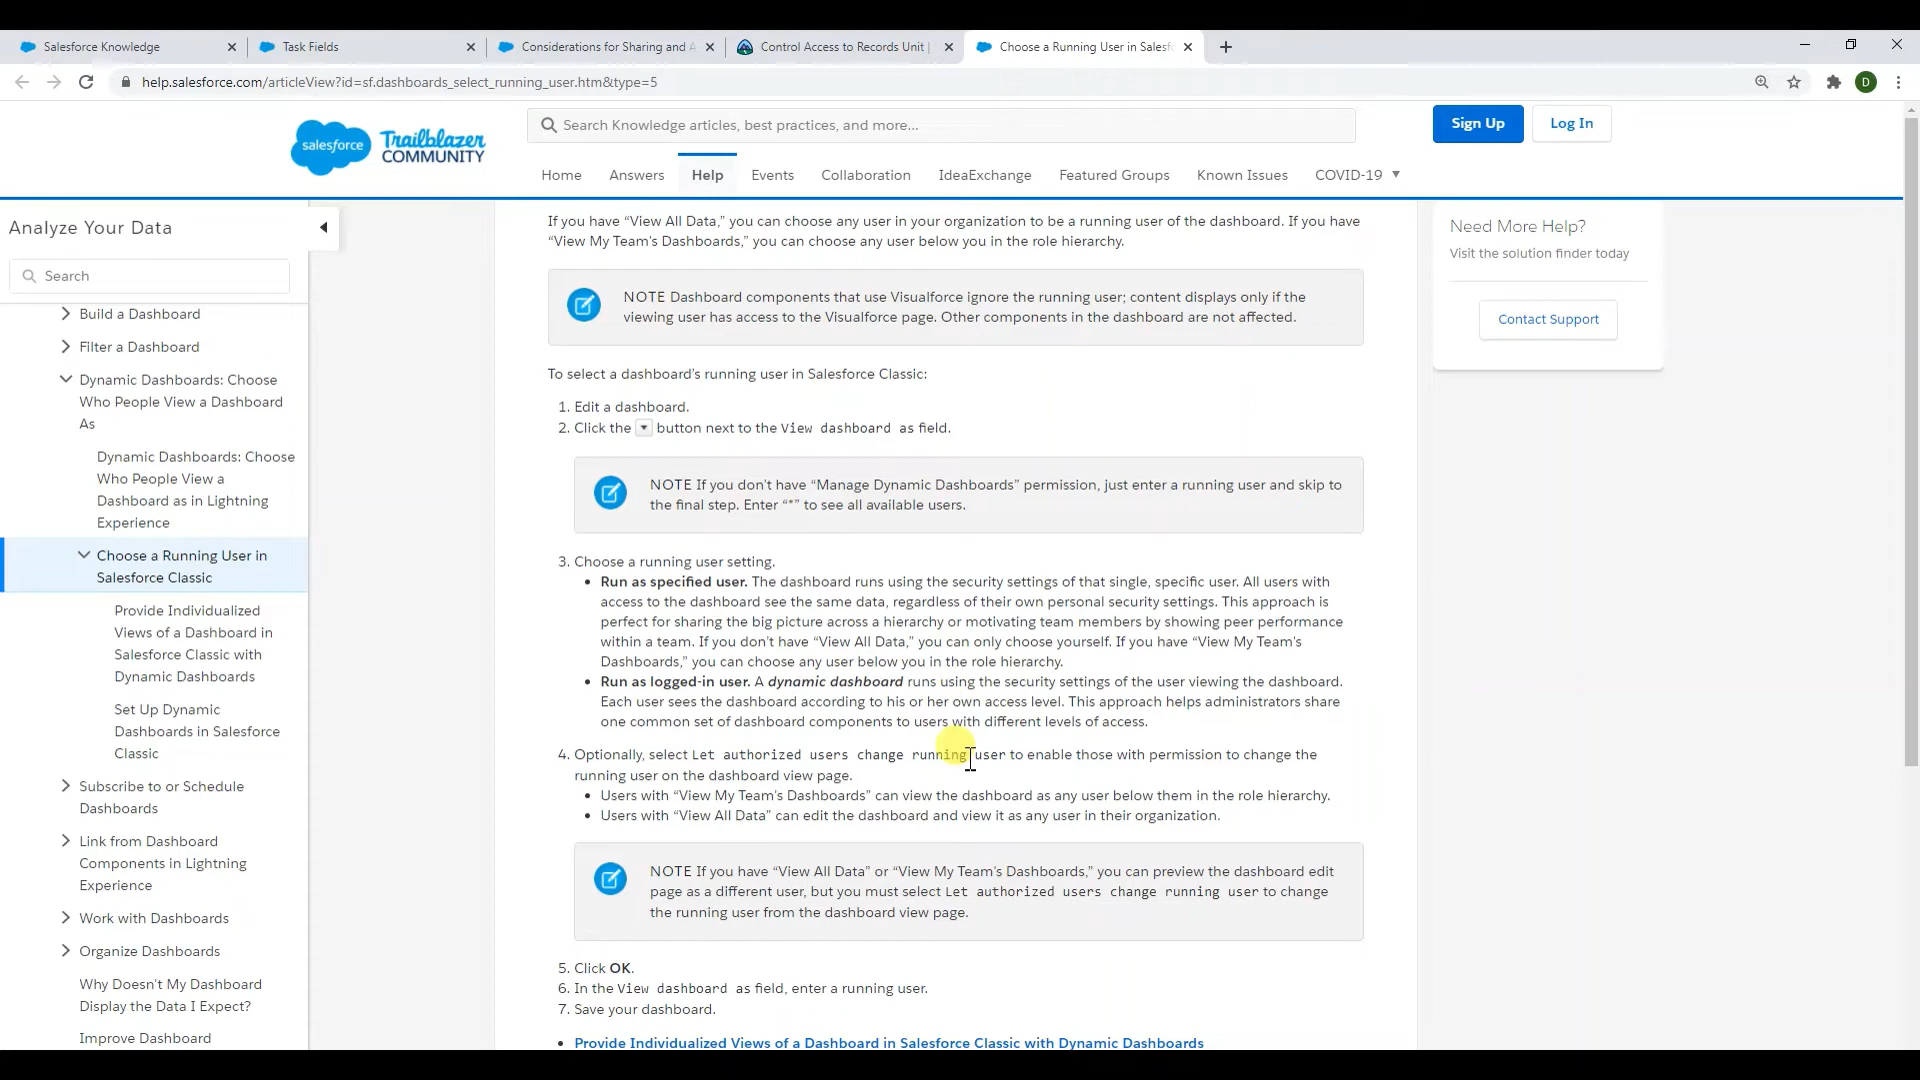 Salesforce Knowledge
Task Fields
Considerations for Sharing and A
Control Access to Records Unit |
Choose a Running User in Salesf
help.salesforce.com/articleView?id=sf.dashboards_select_running_user.htm&type=5
D
salesforce
Trailblazer
COMMUNITY
Search Knowledge articles, best practices, and more...
Sign Up
Log In
Home
Answers
Help
Events
Collaboration
IdeaExchange
Featured Groups
Known Issues
COVID-19
Analyze Your Data
Search
Build a Dashboard
Filter a Dashboard
Dynamic Dashboards: Choose
Who People View a Dashboard
As
Dynamic Dashboards: Choose
Who People View a
Dashboard as in Lightning
Experience
Choose a Running User in
Salesforce Classic
Provide Individualized
Views of a Dashboard in
Salesforce Classic with
Dynamic Dashboards
Set Up Dynamic
Dashboards in Salesforce
Classic
Subscribe to or Schedule
Dashboards
Link from Dashboard
Components in Lightning
Experience
Work with Dashboards
Organize Dashboards
Why Doesn't My Dashboard
Display the Data I Expect?
Improve Dashboard
If you have “View All Data,” you can choose any user in your organization to be a running user of the dashboard. If you have
“View My Team's Dashboards,” you can choose any user below you in the role hierarchy.
NOTE Dashboard components that use Visualforce ignore the running user; content displays only if the
viewing user has access to the Visualforce page. Other components in the dashboard are not affected.
To select a dashboard's running user in Salesforce Classic:
1. Edit a dashboard.
2. Click the button next to the View dashboard as field.
NOTE If you don't have “Manage Dynamic Dashboards” permission, just enter a running user and skip to
the final step. Enter “*” to see all available users.
3. Choose a running user setting.
• Run as specified user. The dashboard runs using the security settings of that single, specific user. All users with
access to the dashboard see the same data, regardless of their own personal security settings. This approach is
perfect for sharing the big picture across a hierarchy or motivating team members by showing peer performance
within a team. If you don't have “View All Data,” you can only choose yourself. If you have “View My Team's
Dashboards,” you can choose any user below you in the role hierarchy.
• Run as logged-in user. A dynamic dashboard runs using the security settings of the user viewing the dashboard.
Each user sees the dashboard according to his or her own access level. This approach helps administrators share
one common set of dashboard components to users with different levels of access.
4. Optionally, select Let authorized users change running user to enable those with permission to change the
running user on the dashboard view page.
• Users with “View My Team's Dashboards” can view the dashboard as any user below them in the role hierarchy.
• Users with “View All Data” can edit the dashboard and view it as any user in their organization.
NOTE If you have “View All Data” or “View My Team's Dashboards,” you can preview the dashboard edit
page as a different user, but you must select Let authorized users change running user to change
the running user from the dashboard view page.
5. Click OK.
6. In the View dashboard as field, enter a running user.
7. Save your dashboard.
• Provide Individualized Views of a Dashboard in Salesforce Classic with Dynamic Dashboards
Need More Help?
Visit the solution finder today
Contact Support